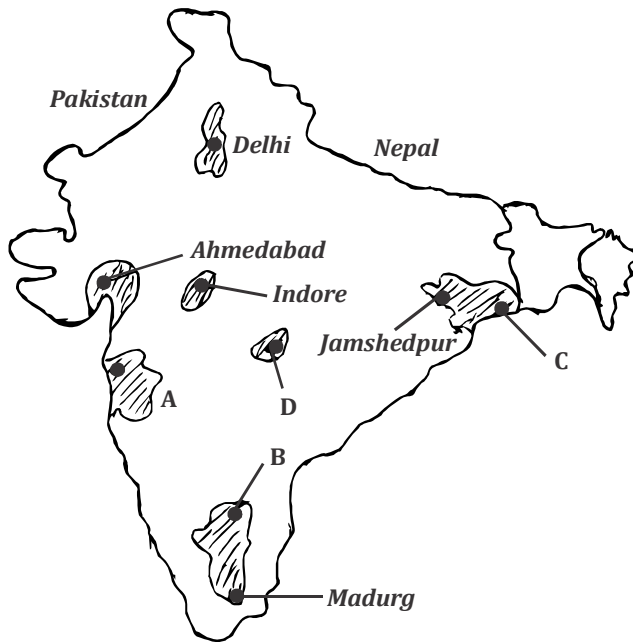 Pakistan
Delhi
Nepal
Ahmedabad
Indore
Jamshedpur
C
A
D
B
Madurg